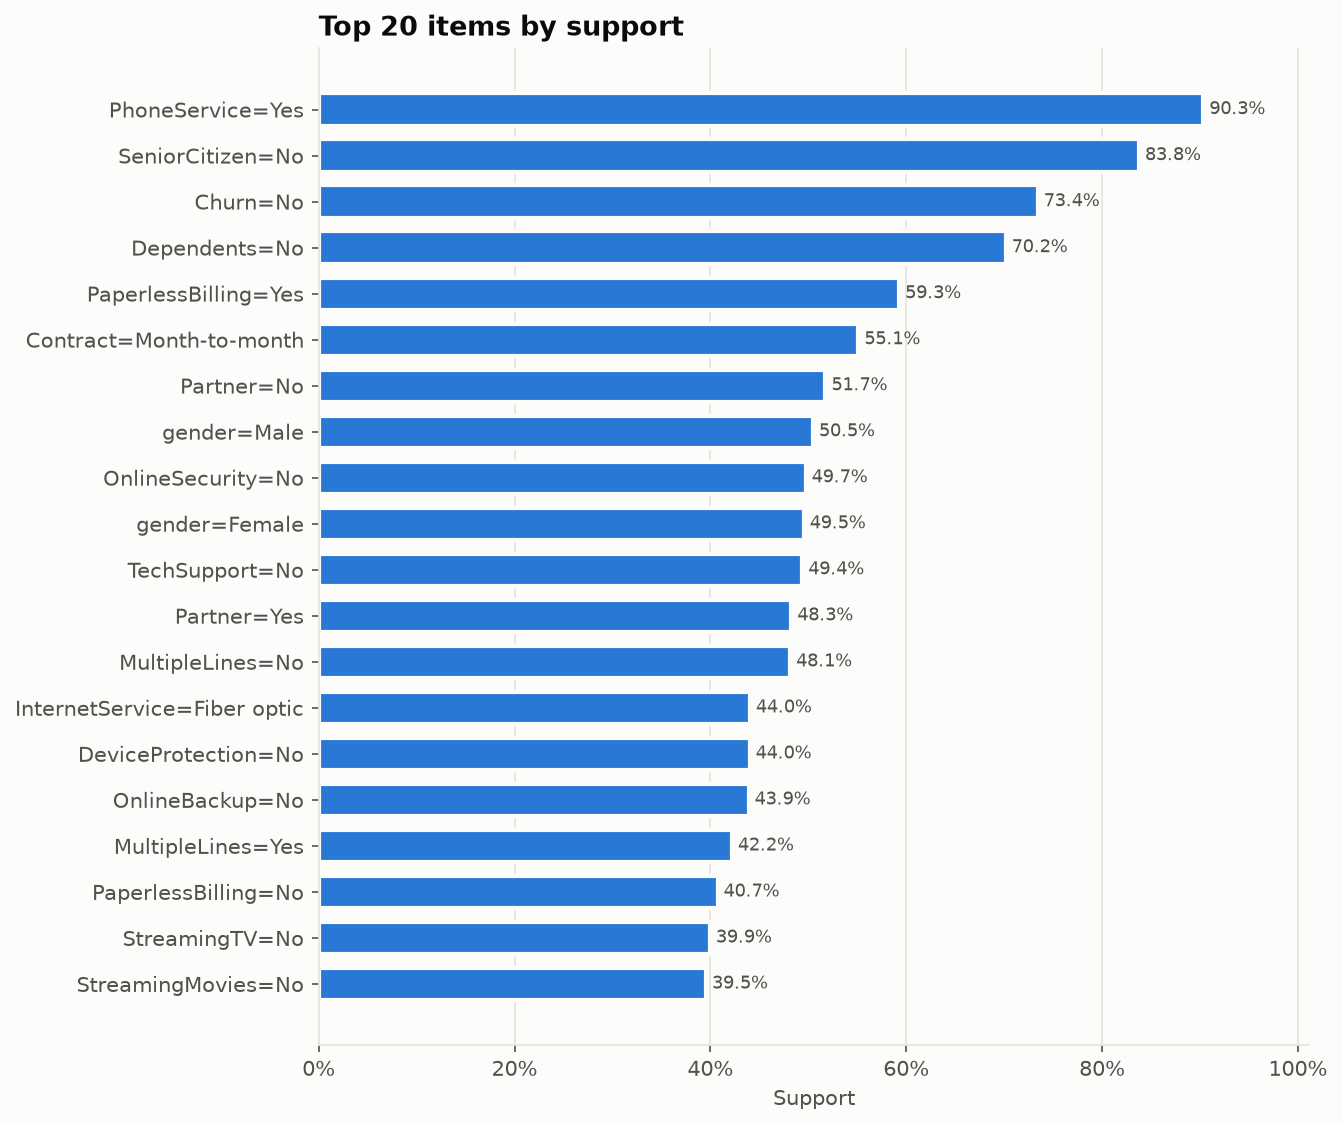 Top 20 items by support
PhoneService=Yes 90.3%
SeniorCitizen=No 83.8%
Churn=No 73.4%
Dependents=No 70.2%
PaperlessBilling=Yes 59.3%
Contract=Month-to-month 55.1%
Partner=No 51.7%
gender=Male 50.5%
OnlineSecurity=No 49.7%
gender=Female 49.5%
TechSupport=No 49.4%
Partner=Yes 48.3%
MultipleLines=No 48.1%
InternetService=Fiber optic 44.0%
DeviceProtection=No 44.0%
OnlineBackup=No 43.9%
MultipleLines=Yes 42.2%
PaperlessBilling=No 40.7%
StreamingTV=No 39.9%
StreamingMovies=No 39.5%
0% 20% 40% 60% 80% 100%
Support